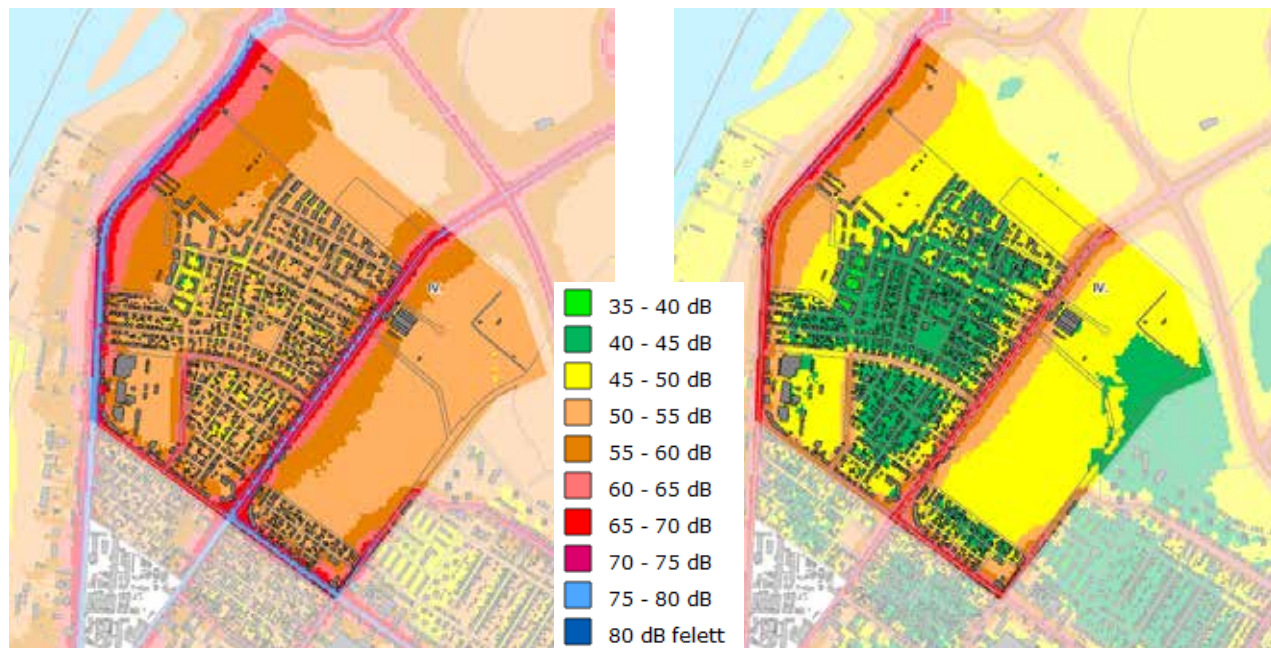 IV.
IV.
35 - 40 dB
40 - 45 dB
45 - 50 dB
50 - 55 dB
55 - 60 dB
60 - 65 dB
65 - 70 dB
70 - 75 dB
75 - 80 dB
80 dB felett